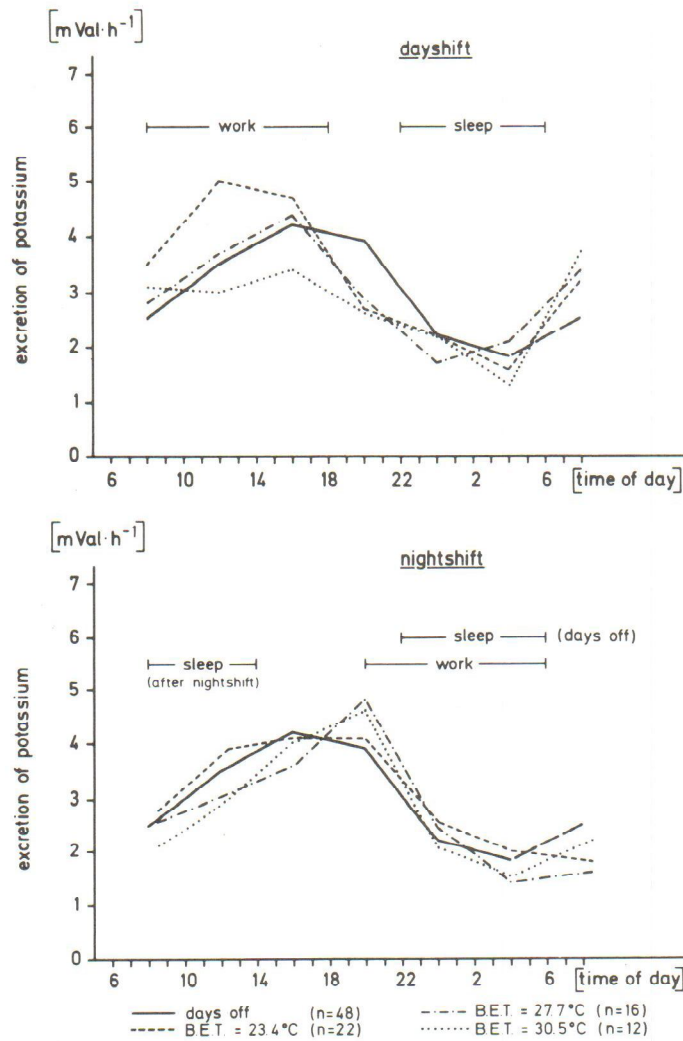 [mVal·h⁻¹]
dayshift
7
6
5
4
3
2
1
0
work
sleep
excretion of potassium
6 10 14 18 22 2 6 [time of day]
[mVal·h⁻¹]
nightshift
7
6
5
4
3
2
1
0
sleep (days off)
sleep
work
(after nightshift)
excretion of potassium
6 10 14 18 22 2 6 [time of day]
days off (n=48)
B.E.T. = 27.7°C (n=16)
B.E.T. = 23.4°C (n=22)
B.E.T. = 30.5°C (n=12)